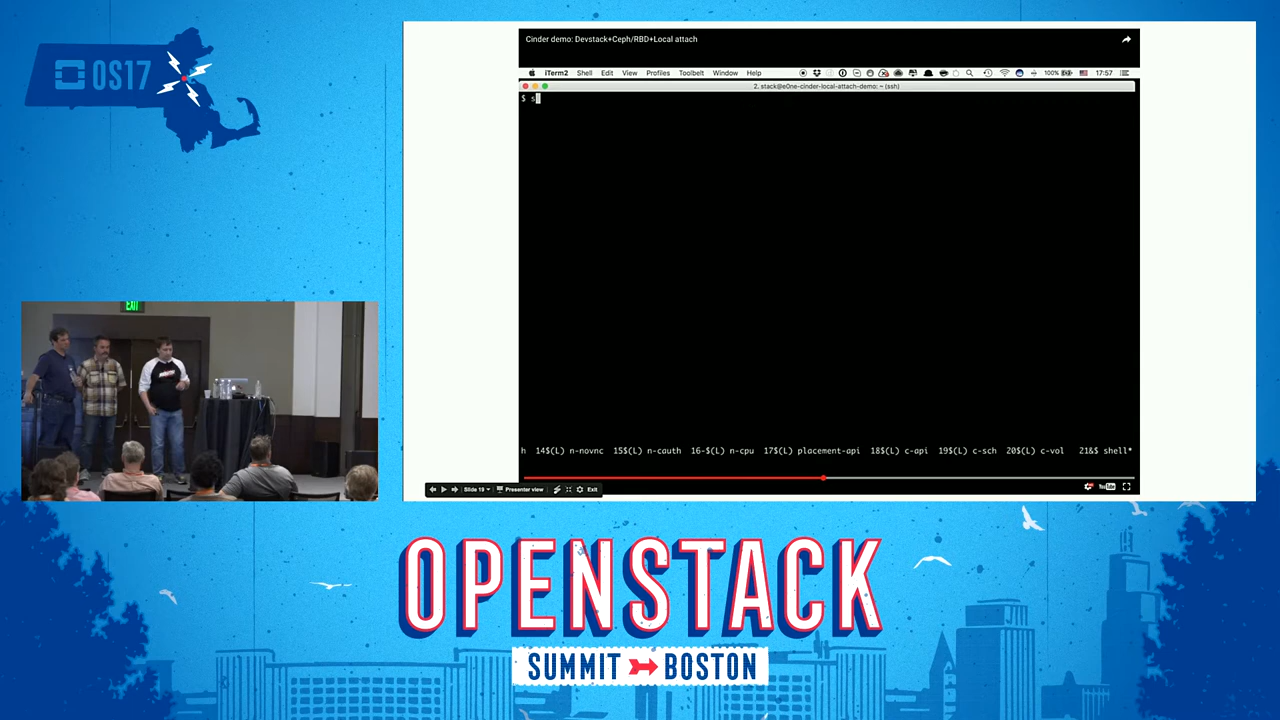 OS17
Cinder demo: Devstack+Ceph/RBD+Local attach
iTerm2 Shell Edit View Profiles Toolbelt Window Help 100% 17:57
2. stack@e0ne-cinder-local-attach-demo: ~ (ssh)
$ s
h 14$(L) n-novnc 15$(L) n-cauth 16-$(L) n-cpu 17$(L) placement-api 18$(L) c-api 19$(L) c-sch 20$(L) c-vol 21&$ shell*
Slide 19 Presenter view Exit
YouTube
EXIT
OPENSTACK
SUMMIT BOSTON